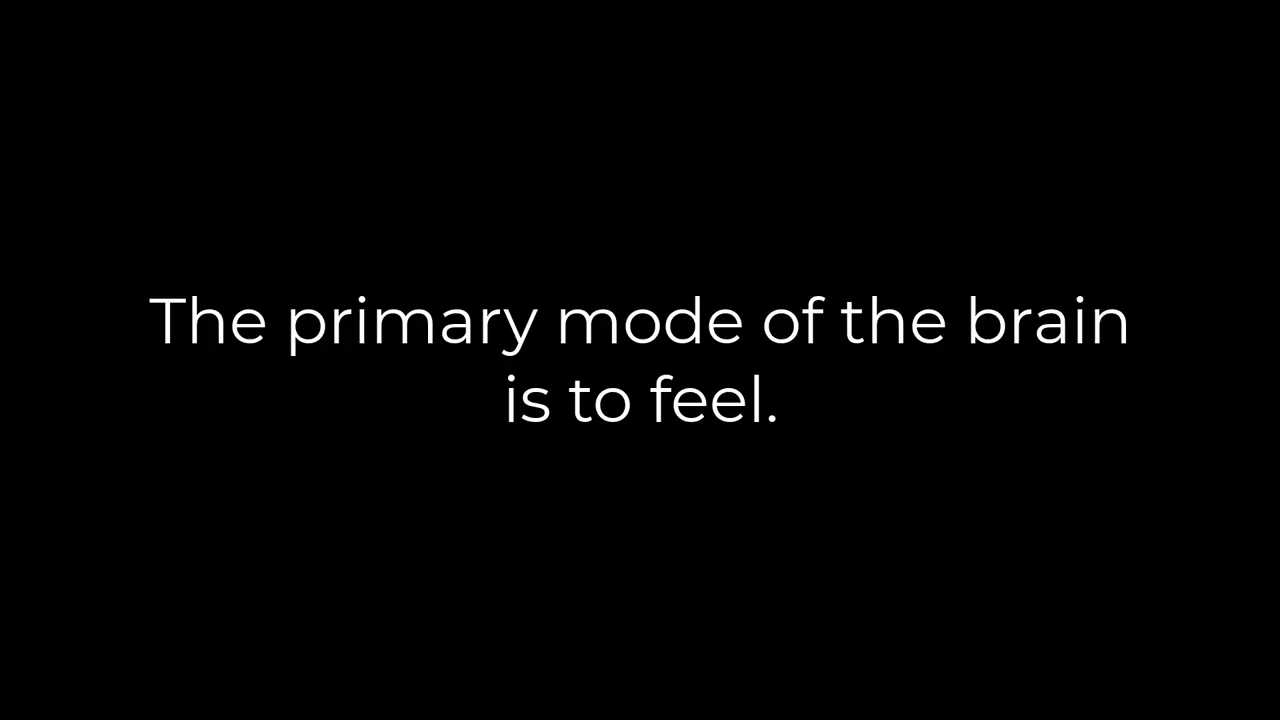 The primary mode of the brain
is to feel.